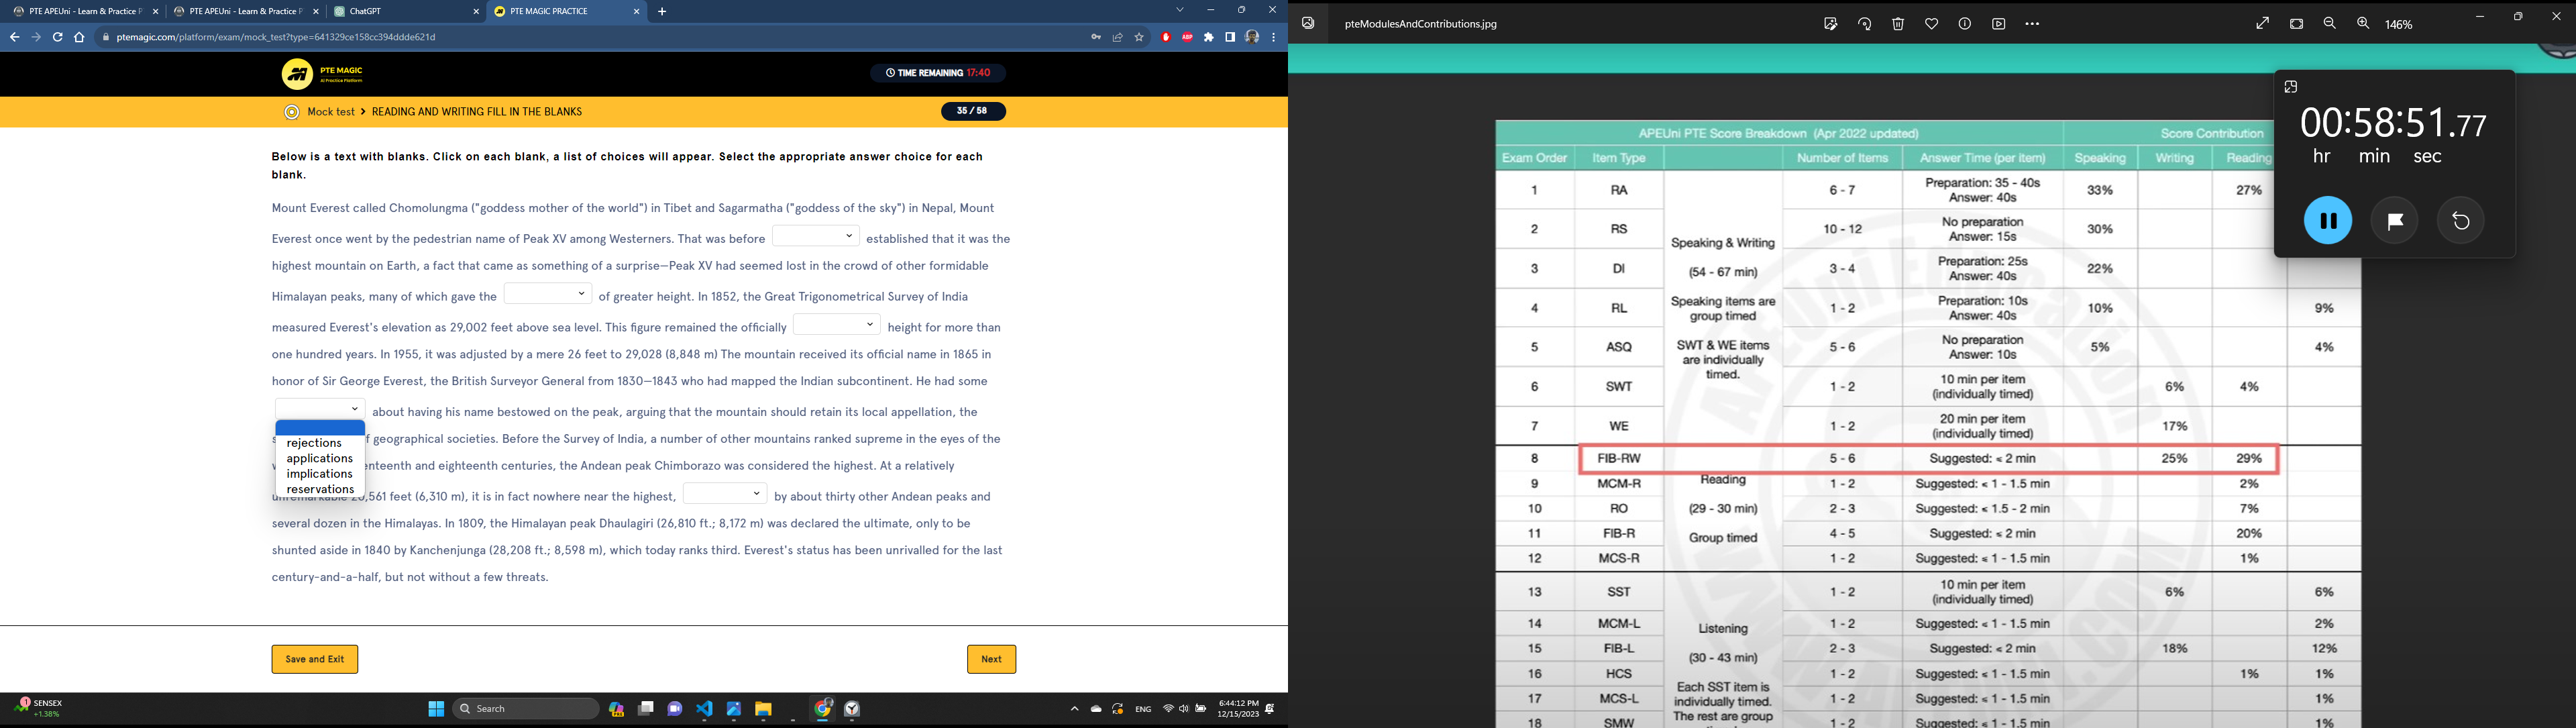 PTE APEUni - Learn & Practice P
PTE APEUni - Learn & Practice P
ChatGPT
PTE MAGIC PRACTICE
ptemagic.com/platform/exam/mock_test?type=641329ce158cc394ddde621d
PTE MAGIC
AI Practice Platform
TIME REMAINING 17:40
Mock test > READING AND WRITING FILL IN THE BLANKS
35 / 58
Below is a text with blanks. Click on each blank, a list of choices will appear. Select the appropriate answer choice for each
blank.
Mount Everest called Chomolungma ("goddess mother of the world") in Tibet and Sagarmatha ("goddess of the sky") in Nepal, Mount
Everest once went by the pedestrian name of Peak XV among Westerners. That was before established that it was the
highest mountain on Earth, a fact that came as something of a surprise—Peak XV had seemed lost in the crowd of other formidable
Himalayan peaks, many of which gave the of greater height. In 1852, the Great Trigonometrical Survey of India
measured Everest's elevation as 29,002 feet above sea level. This figure remained the officially height for more than
one hundred years. In 1955, it was adjusted by a mere 26 feet to 29,028 (8,848 m) The mountain received its official name in 1865 in
honor of Sir George Everest, the British Surveyor General from 1830—1843 who had mapped the Indian subcontinent. He had some
about having his name bestowed on the peak, arguing that the mountain should retain its local appellation, the
f geographical societies. Before the Survey of India, a number of other mountains ranked supreme in the eyes of the
enteenth and eighteenth centuries, the Andean peak Chimborazo was considered the highest. At a relatively
,561 feet (6,310 m), it is in fact nowhere near the highest, by about thirty other Andean peaks and
several dozen in the Himalayas. In 1809, the Himalayan peak Dhaulagiri (26,810 ft.; 8,172 m) was declared the ultimate, only to be
shunted aside in 1840 by Kanchenjunga (28,208 ft.; 8,598 m), which today ranks third. Everest's status has been unrivalled for the last
century-and-a-half, but not without a few threats.
rejections
applications
implications
reservations
Save and Exit
Next
SENSEX
+1.38%
Search
ENG
6:44:12 PM
12/15/2023
pteModulesAndContributions.jpg
146%
00:58:51.77
hr min sec
APEUni PTE Score Breakdown (Apr 2022 updated) Score Contribution
Exam Order Item Type Number of Items Answer Time (per item) Speaking Writing Reading
1 RA 6 - 7 Preparation: 35 - 40s Answer: 40s 33% 27%
2 RS 10 - 12 No preparation Answer: 15s 30%
3 DI 3 - 4 Preparation: 25s Answer: 40s 22%
4 RL 1 - 2 Preparation: 10s Answer: 40s 10% 9%
5 ASQ 5 - 6 No preparation Answer: 10s 5% 4%
6 SWT 1 - 2 10 min per item (individually timed) 6% 4%
7 WE 1 - 2 20 min per item (individually timed) 17%
Speaking & Writing
(54 - 67 min)
Speaking items are
group timed
SWT & WE items
are individually
timed.
8 FIB-RW 5 - 6 Suggested: < 2 min 25% 29%
9 MCM-R 1 - 2 Suggested: < 1 - 1.5 min 2%
10 RO 2 - 3 Suggested: < 1.5 - 2 min 7%
11 FIB-R 4 - 5 Suggested: < 2 min 20%
12 MCS-R 1 - 2 Suggested: < 1 - 1.5 min 1%
Reading
(29 - 30 min)
Group timed
13 SST 1 - 2 10 min per item (individually timed) 6% 6%
14 MCM-L 1 - 2 Suggested: < 1 - 1.5 min 2%
15 FIB-L 2 - 3 Suggested: < 2 min 18% 12%
16 HCS 1 - 2 Suggested: < 1 - 1.5 min 1% 1%
17 MCS-L 1 - 2 Suggested: < 1 - 1.5 min 1%
18 SMW 1 - 2 Suggested: < 1 - 1.5 min 1%
Listening
(30 - 43 min)
Each SST item is
individually timed.
The rest are group